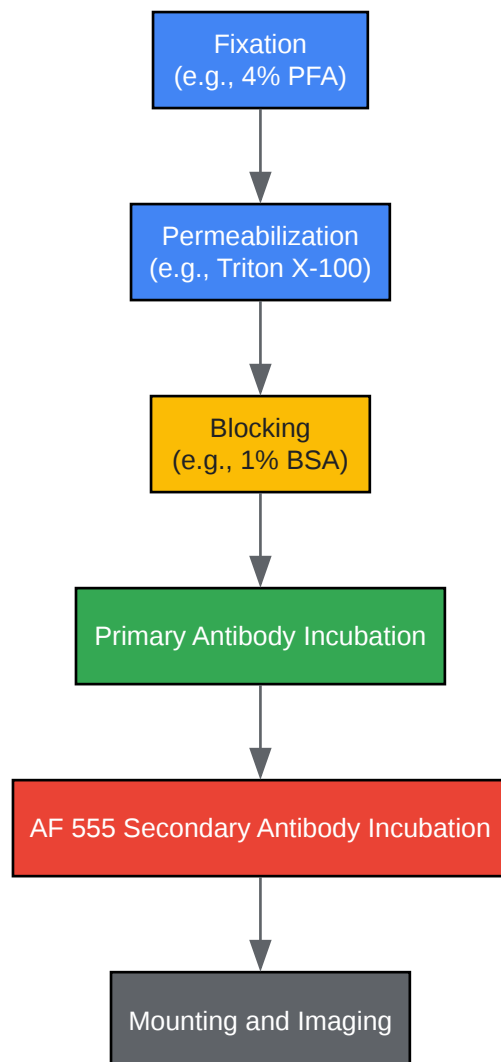 Fixation
(e.g., 4% PFA)
Permeabilization
(e.g., Triton X-100)
Blocking
(e.g., 1% BSA)
Primary Antibody Incubation
AF 555 Secondary Antibody Incubation
Mounting and Imaging